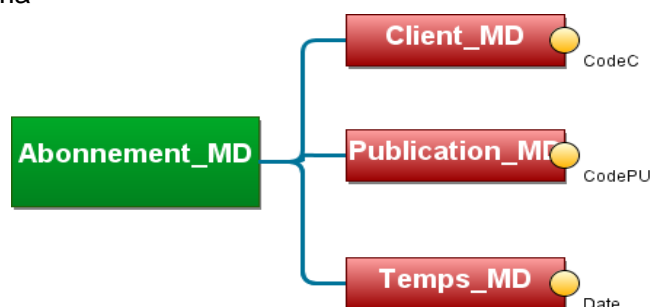 Client_MD
CodeC
Abonnement_MD
Publication_MD
CodePU
Temps_MD
Date